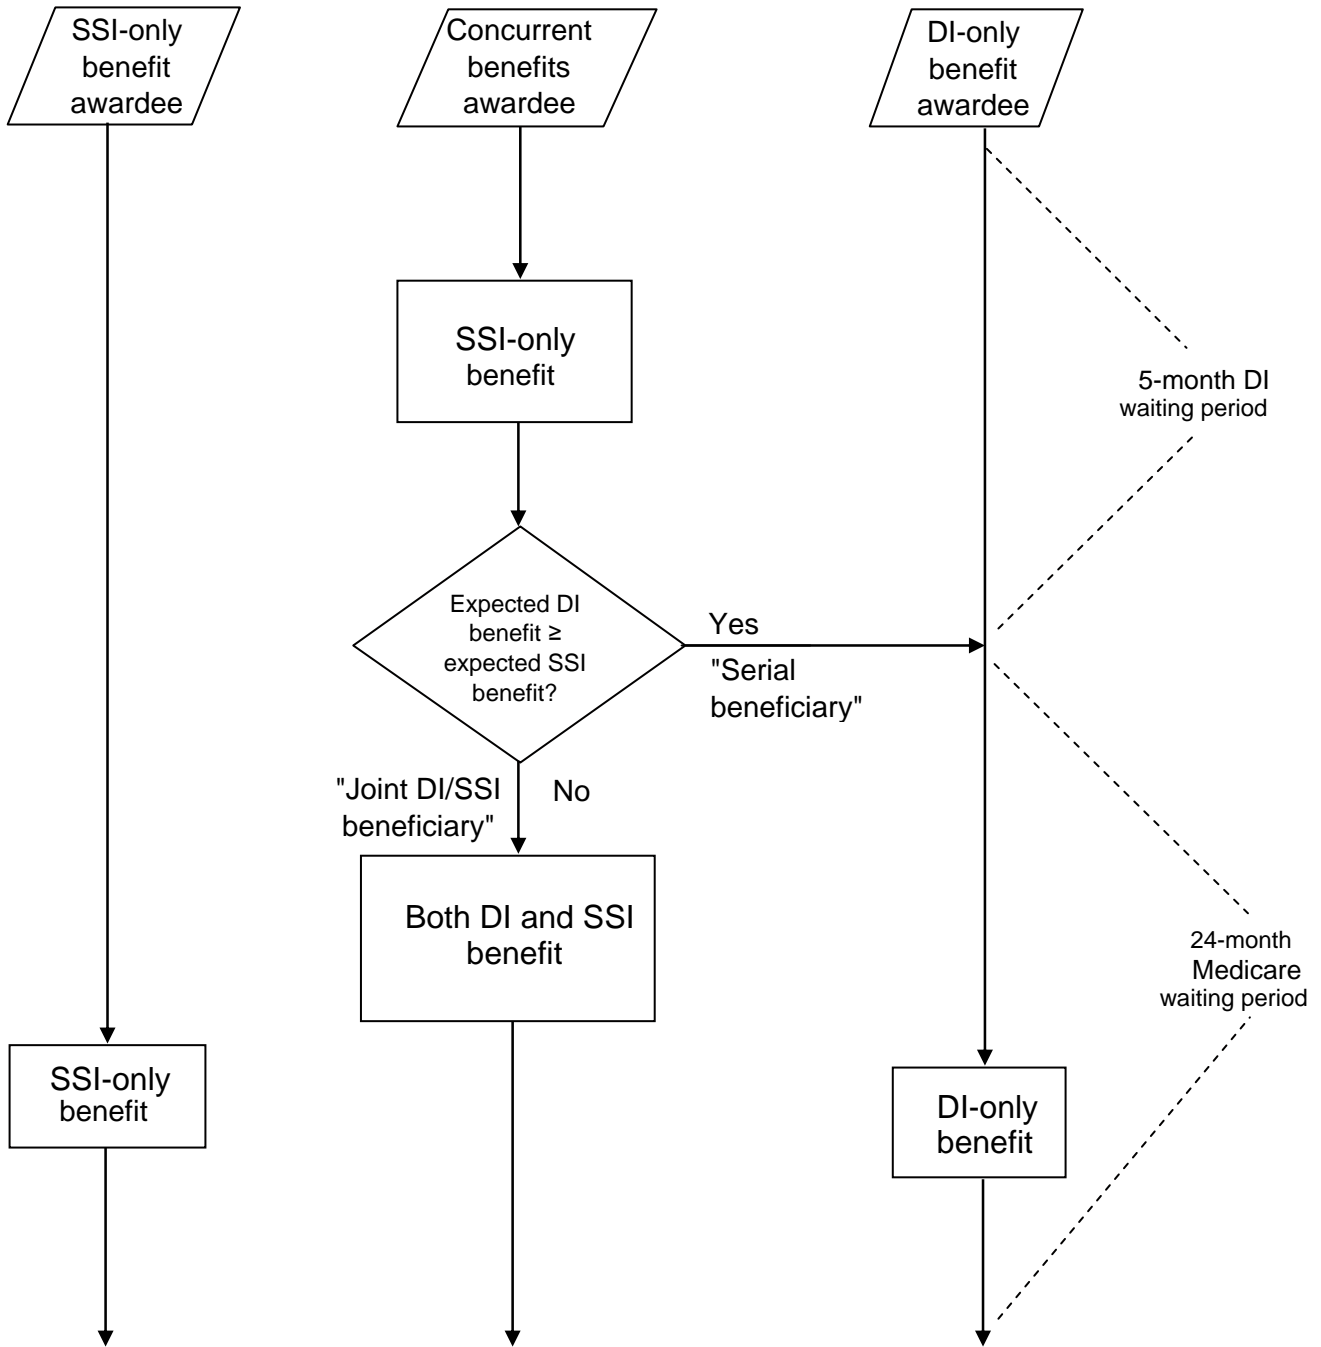 SSI-only
benefit
awardee
Concurrent
benefits
awardee
DI-only
benefit
awardee
SSI-only
benefit
5-month DI
waiting period
Expected DI
benefit ≥
expected SSI
benefit?
Yes
"Serial
beneficiary"
"Joint DI/SSI
beneficiary"
No
Both DI and SSI
benefit
24-month
Medicare
waiting period
SSI-only
benefit
DI-only
benefit